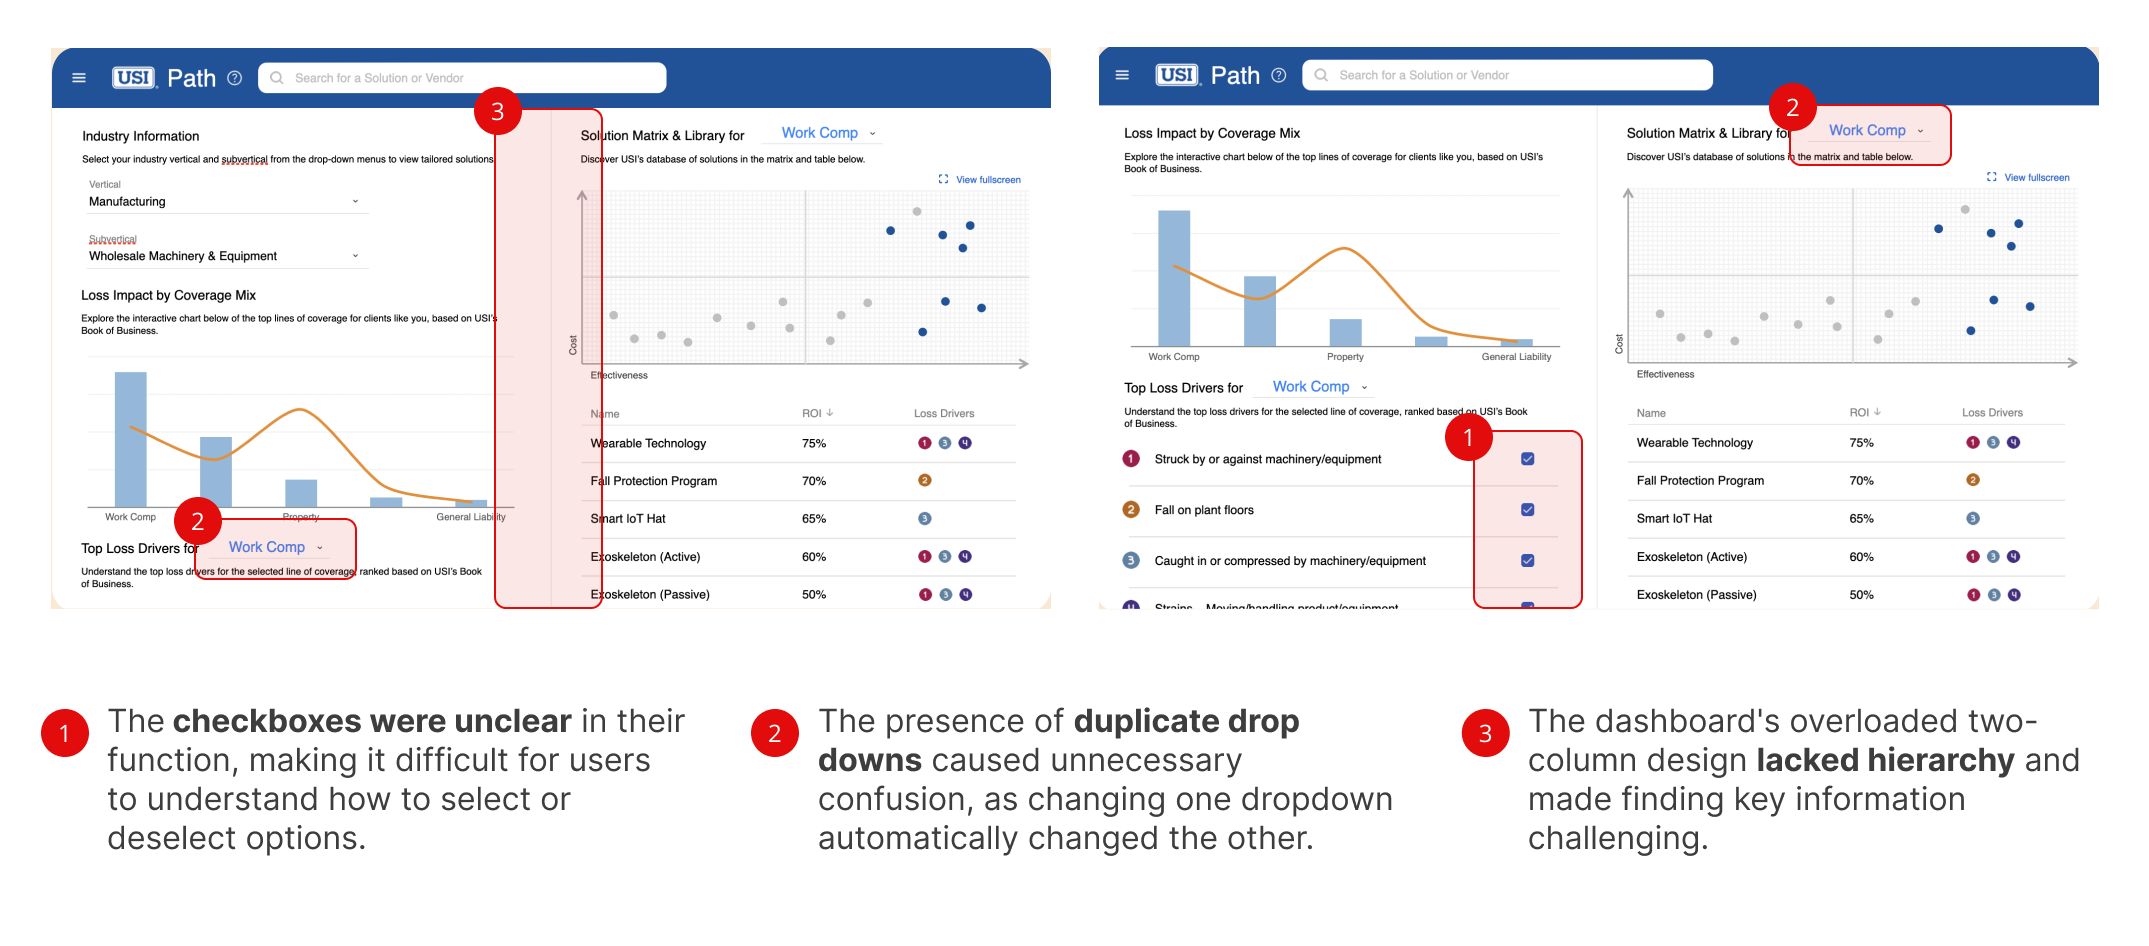 USI Path ?
Search for a Solution or Vendor
3
Industry Information
Select your industry vertical and subvertical from the drop-down menus to view tailored solutions.
Vertical
Manufacturing
Subvertical
Wholesale Machinery & Equipment
Loss Impact by Coverage Mix
Explore the interactive chart below of the top lines of coverage for clients like you, based on USI's
Book of Business.
Work Comp
Property
General Liability
2
Top Loss Drivers for Work Comp
Understand the top loss drivers for the selected line of coverage, ranked based on USI's Book
of Business.
Solution Matrix & Library for Work Comp
Discover USI's database of solutions in the matrix and table below.
View fullscreen
Cost
Effectiveness
Name ROI Loss Drivers
Wearable Technology 75% 1 3 4
Fall Protection Program 70% 2
Smart IoT Hat 65% 3
Exoskeleton (Active) 60% 1 3 4
Exoskeleton (Passive) 50% 1 3 4
USI Path ?
Search for a Solution or Vendor
Loss Impact by Coverage Mix
Explore the interactive chart below of the top lines of coverage for clients like you, based on USI's
Book of Business.
Work Comp
Property
General Liability
Top Loss Drivers for Work Comp
Understand the top loss drivers for the selected line of coverage, ranked based on USI's Book
of Business.
1
1 Struck by or against machinery/equipment
2 Fall on plant floors
3 Caught in or compressed by machinery/equipment
4 Strains - Moving/handling product/equipment
2
Solution Matrix & Library for Work Comp
Discover USI's database of solutions in the matrix and table below.
View fullscreen
Cost
Effectiveness
Name ROI Loss Drivers
Wearable Technology 75% 1 3 4
Fall Protection Program 70% 2
Smart IoT Hat 65% 3
Exoskeleton (Active) 60% 1 3 4
Exoskeleton (Passive) 50% 1 3 4
1
The checkboxes were unclear in their
function, making it difficult for users
to understand how to select or
deselect options.
2
The presence of duplicate drop
downs caused unnecessary
confusion, as changing one dropdown
automatically changed the other.
3
The dashboard's overloaded two-
column design lacked hierarchy and
made finding key information
challenging.